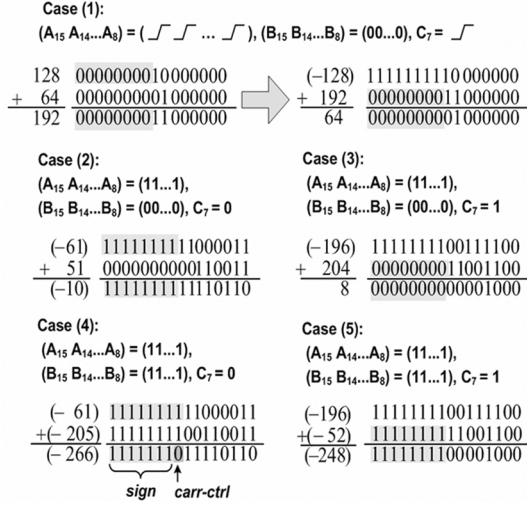 Case (1):
(A15 A14...A8) = ( ... ), (B15 B14...B8) = (00...0), C7 =
128 0000000010000000
+ 64 0000000001000000
192 0000000011000000
(–128) 1111111110000000
+ 192 0000000011000000
64 0000000001000000
Case (2):
(A15 A14...A8) = (11...1),
(B15 B14...B8) = (00...0), C7 = 0
(–61) 1111111111000011
+ 51 0000000000110011
(–10) 1111111111110110
Case (3):
(A15 A14...A8) = (11...1),
(B15 B14...B8) = (00...0), C7 = 1
(–196) 1111111100111100
+ 204 0000000011001100
8 0000000000001000
Case (4):
(A15 A14...A8) = (11...1),
(B15 B14...B8) = (11...1), C7 = 0
(– 61) 1111111111000011
+(– 205) 1111111100110011
(– 266) 1111111011110110
sign carr-ctrl
Case (5):
(A15 A14...A8) = (11...1),
(B15 B14...B8) = (11...1), C7 = 1
(–196) 1111111100111100
+(– 52) 1111111111001100
(–248) 1111111100001000